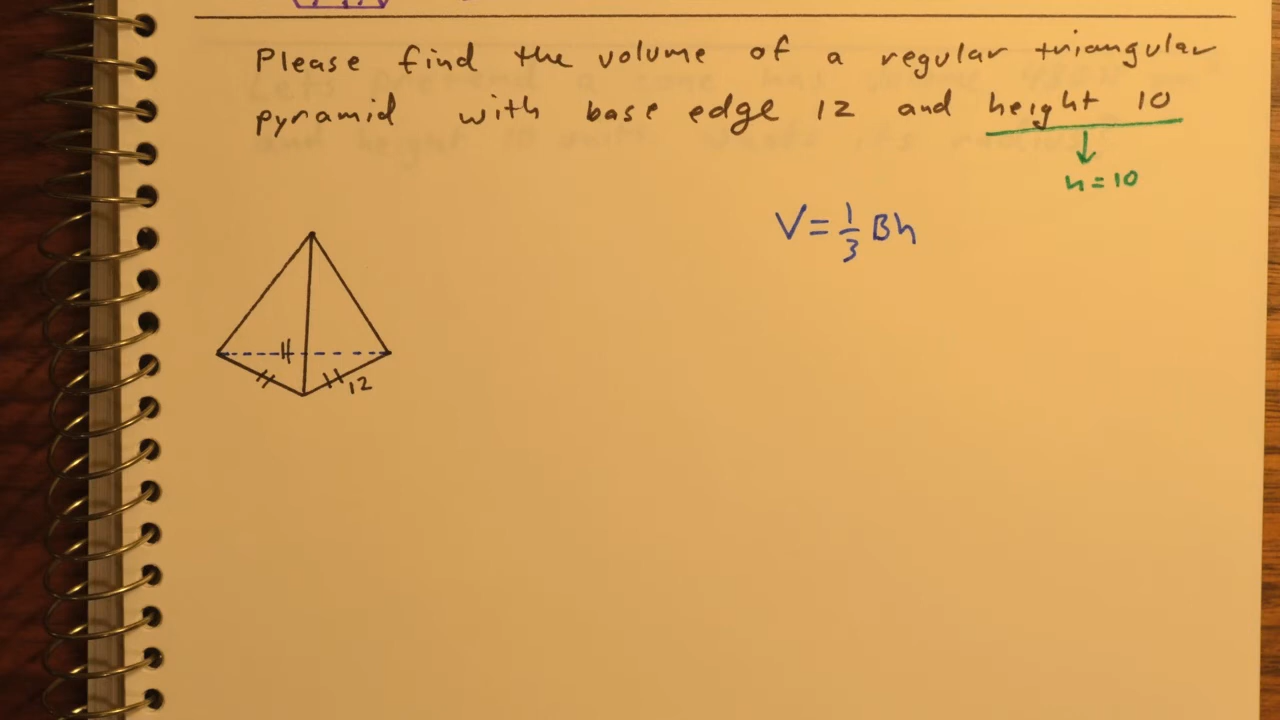 Please find the volume of a regular triangular
pyramid with base edge 12 and height 10
h=10
V=1/3 Bh
12